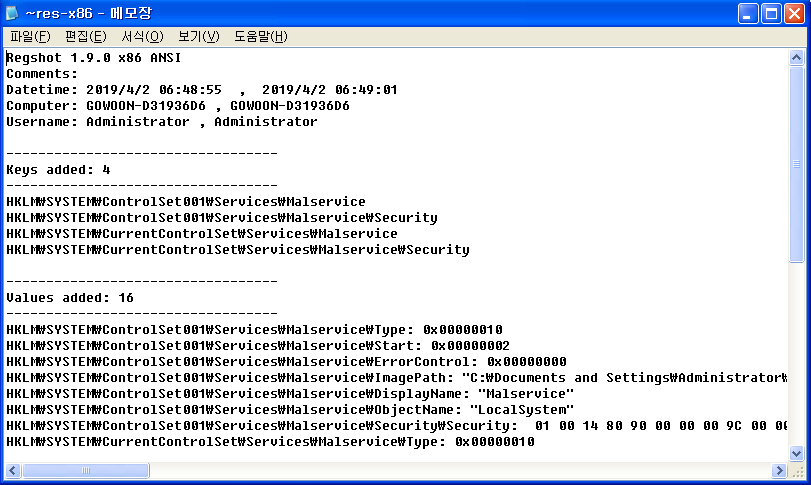 ~res-x86 - 메모장
파일(F) 편집(E) 서식(O) 보기(V) 도움말(H)
Regshot 1.9.0 x86 ANSI
Comments:
Datetime: 2019/4/2 06:48:55  ,  2019/4/2 06:49:01
Computer: GOWOON-D31936D6 , GOWOON-D31936D6
Username: Administrator , Administrator
----------------------------------
Keys added: 4
----------------------------------
HKLM₩SYSTEM₩ControlSet001₩Services₩Malservice
HKLM₩SYSTEM₩ControlSet001₩Services₩Malservice₩Security
HKLM₩SYSTEM₩CurrentControlSet₩Services₩Malservice
HKLM₩SYSTEM₩CurrentControlSet₩Services₩Malservice₩Security
----------------------------------
Values added: 16
----------------------------------
HKLM₩SYSTEM₩ControlSet001₩Services₩Malservice₩Type: 0x00000010
HKLM₩SYSTEM₩ControlSet001₩Services₩Malservice₩Start: 0x00000002
HKLM₩SYSTEM₩ControlSet001₩Services₩Malservice₩ErrorControl: 0x00000000
HKLM₩SYSTEM₩ControlSet001₩Services₩Malservice₩ImagePath: "C:₩Documents and Settings₩Administrator₩
HKLM₩SYSTEM₩ControlSet001₩Services₩Malservice₩DisplayName: "Malservice"
HKLM₩SYSTEM₩ControlSet001₩Services₩Malservice₩ObjectName: "LocalSystem"
HKLM₩SYSTEM₩ControlSet001₩Services₩Malservice₩Security₩Security:  01 00 14 80 90 00 00 00 9C 00 00
HKLM₩SYSTEM₩CurrentControlSet₩Services₩Malservice₩Type: 0x00000010